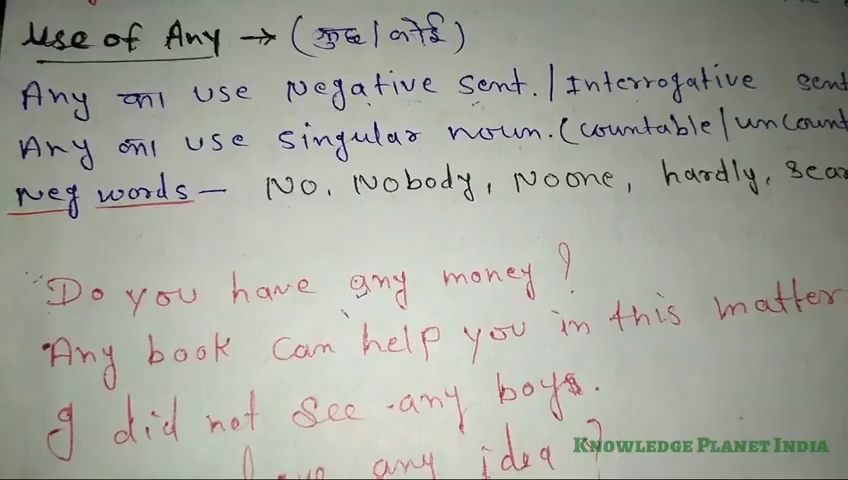 Use of Any → (कुछ / कोई)
Any का use Negative sent. / Interrogative sent
Any का use singular noun. (countable / uncount
Neg words – No, Nobody, Noone, hardly, scar
Do you have any money ?
Any book can help you in this matter
I did not see any boys.
any idea ?
KNOWLEDGE PLANET INDIA